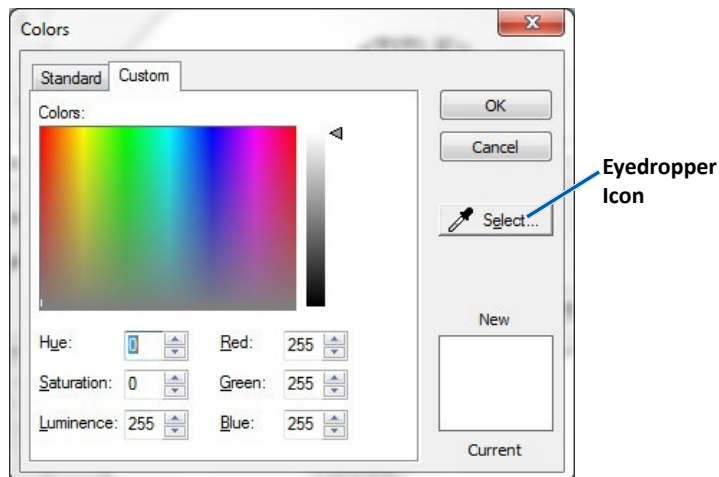 Colors
Standard Custom
Colors:
OK
Cancel
Eyedropper
Icon
Select...
New
Hue: 0 Red: 255
Saturation: 0 Green: 255
Luminence: 255 Blue: 255
Current